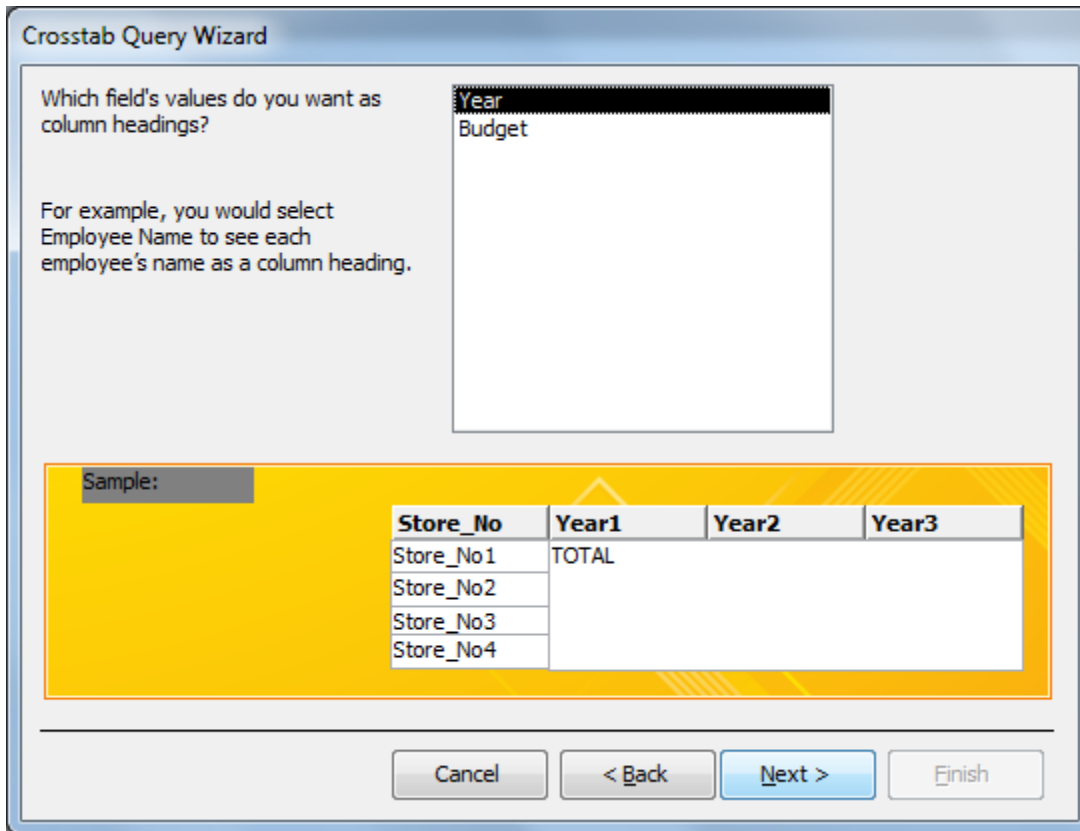 Crosstab Query Wizard
Which field's values do you want as
column headings?
For example, you would select
Employee Name to see each
employee's name as a column heading.
Year
Budget
Sample:
Store_No Year1 Year2 Year3
Store_No1 TOTAL
Store_No2
Store_No3
Store_No4
Cancel < Back Next > Finish